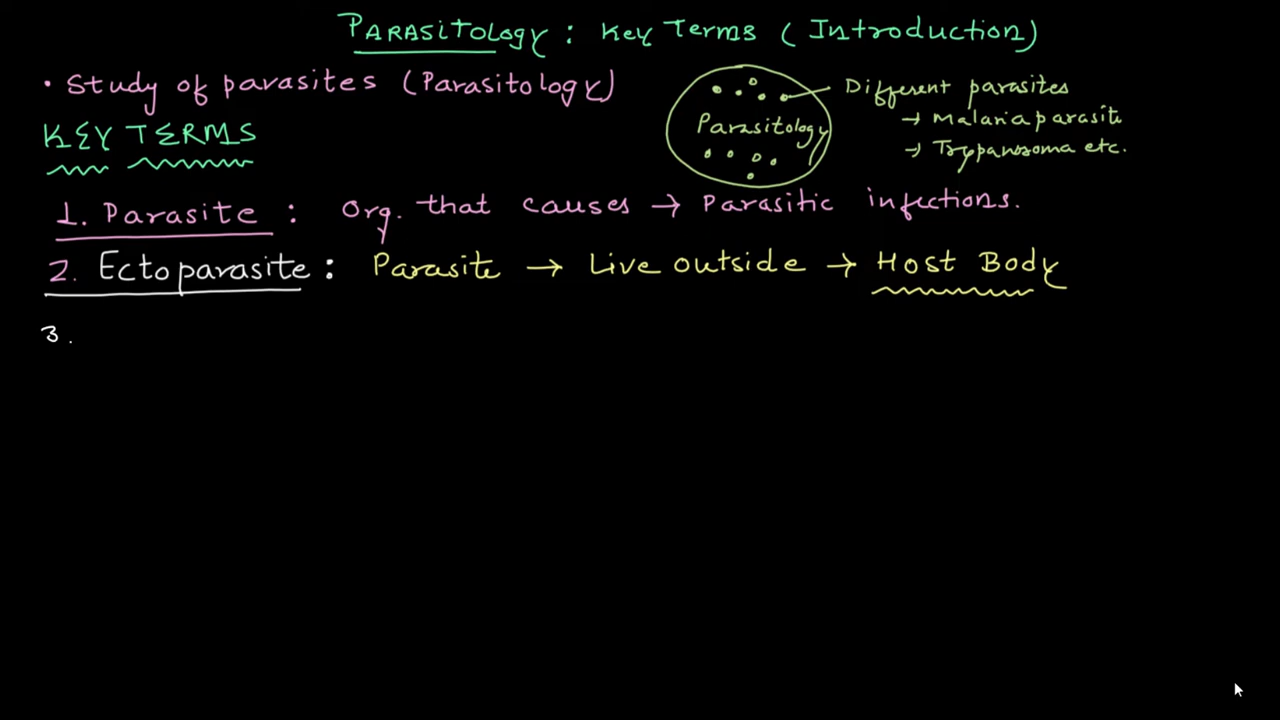 PARASITOLOGY : KEY TERMS ( INTRODUCTION )
• Study of parasites (Parasitology)
Parasitology
Different parasites
→ Malaria parasite
→ Trypanosoma etc.
KEY TERMS
1. Parasite : Org. that causes → Parasitic infections.
2. Ectoparasite : Parasite → Live outside → HOST BODY
3.